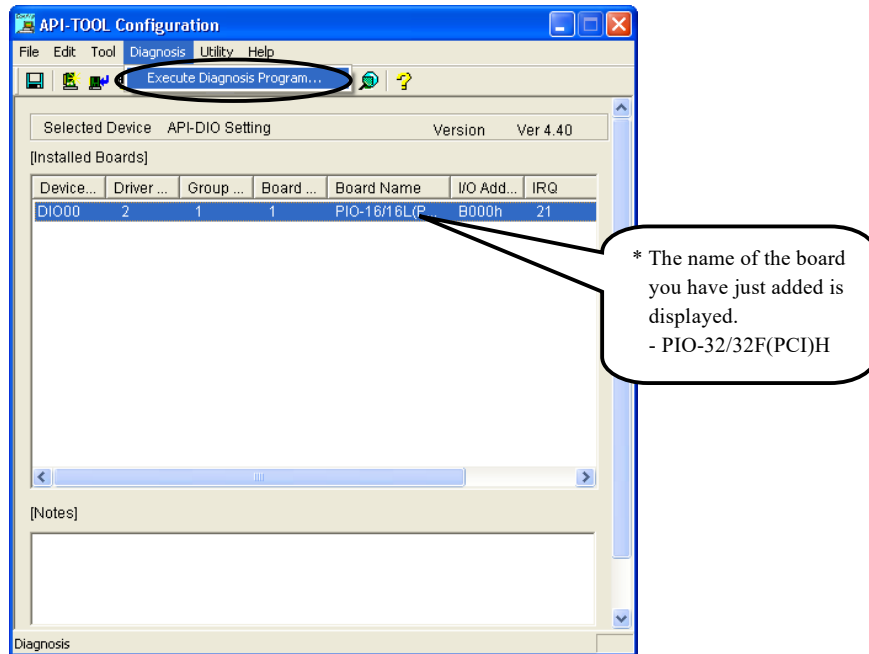 API-TOOL Configuration
File Edit Tool Diagnosis Utility Help
Execute Diagnosis Program...
Selected Device API-DIO Setting Version Ver 4.40
[Installed Boards]
Device... Driver ... Group ... Board ... Board Name I/O Add... IRQ
DIO00 2 1 1 PIO-16/16L(P... B000h 21
* The name of the board
you have just added is
displayed.
- PIO-32/32F(PCI)H
[Notes]
Diagnosis